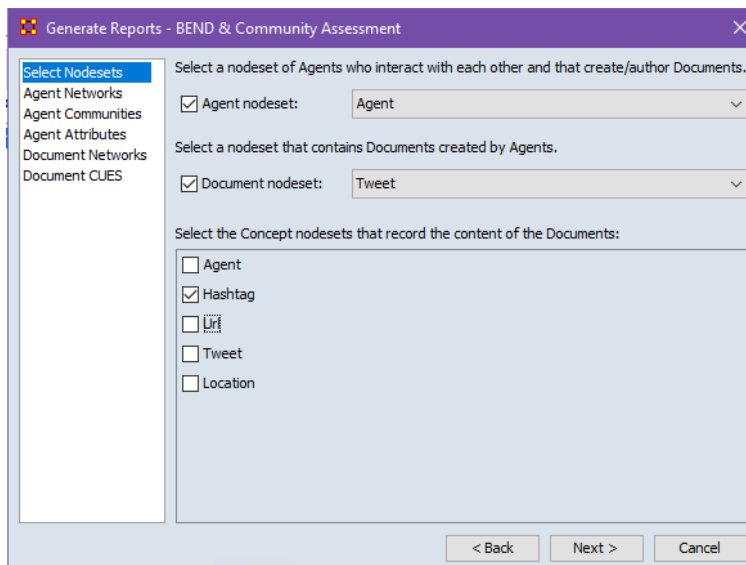 Generate Reports - BEND & Community Assessment
Select Nodesets
Agent Networks
Agent Communities
Agent Attributes
Document Networks
Document CUES
Select a nodeset of Agents who interact with each other and that create/author Documents.
Agent nodeset:
Agent
Select a nodeset that contains Documents created by Agents.
Document nodeset:
Tweet
Select the Concept nodesets that record the content of the Documents:
Agent
Hashtag
Url
Tweet
Location
< Back
Next >
Cancel